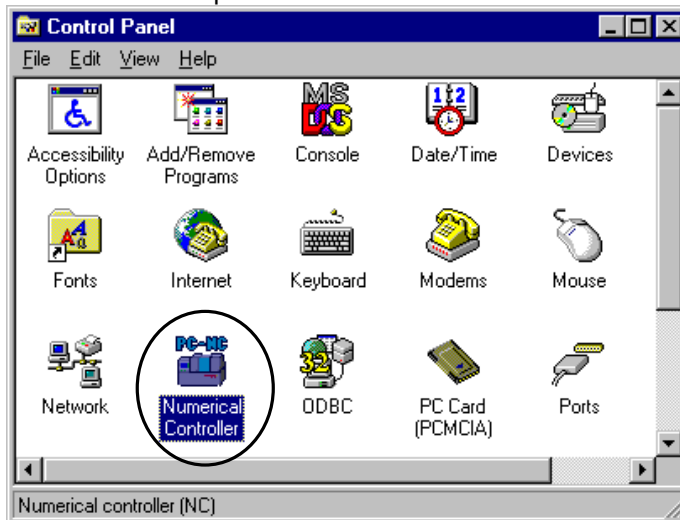 Control Panel
File Edit View Help
MS
DOS
1 2
Accessibility Options
Add/Remove Programs
Console
Date/Time
Devices
Fonts
Internet
Keyboard
Modems
Mouse
PC-NC
32
Network
Numerical Controller
ODBC
PC Card (PCMCIA)
Ports
Numerical controller (NC)